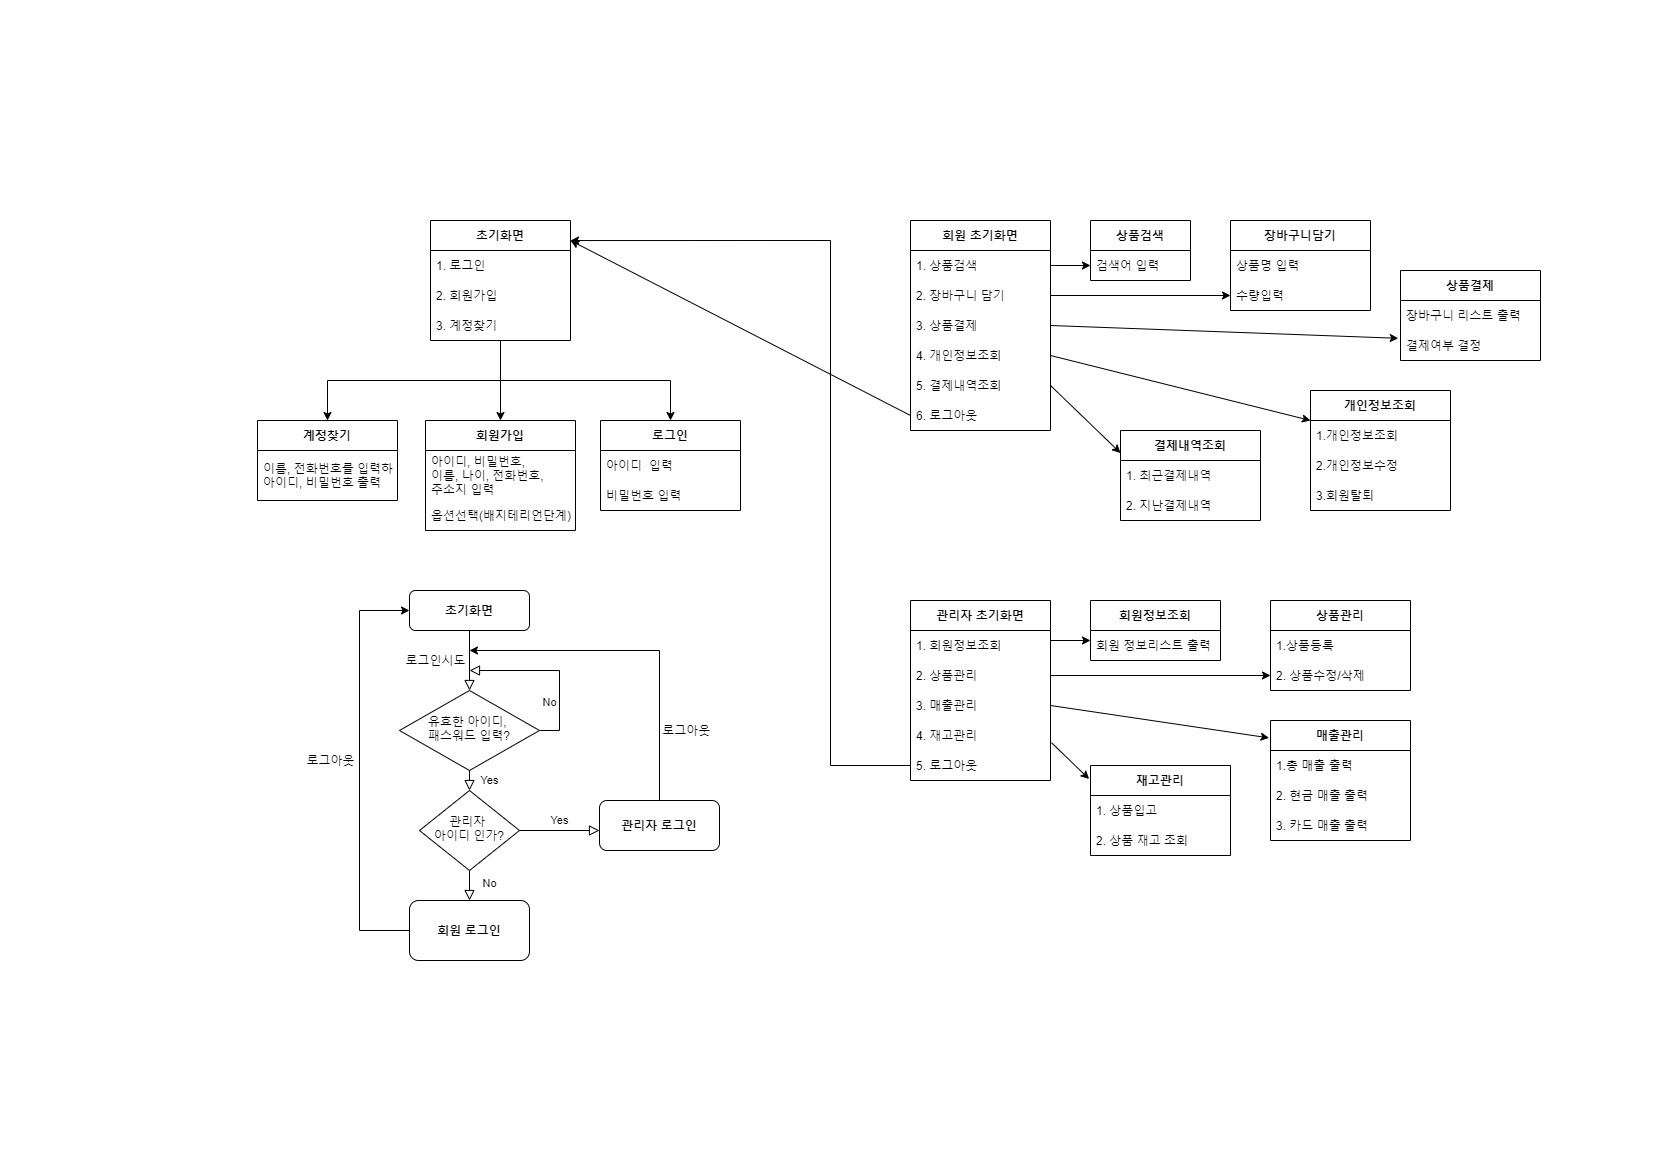 초기화면
1. 로그인
2. 회원가입
3. 계정찾기
계정찾기
이름, 전화번호를 입력하
아이디, 비밀번호 출력
회원가입
아이디, 비밀번호,
이름, 나이, 전화번호,
주소지 입력
옵션선택(배지테리언단계)
로그인
아이디  입력
비밀번호 입력
회원 초기화면
1. 상품검색
2. 장바구니 담기
3. 상품결제
4. 개인정보조회
5. 결제내역조회
6. 로그아웃
상품검색
검색어 입력
장바구니담기
상품명 입력
수량입력
상품결제
장바구니 리스트 출력
결제여부 결정
개인정보조회
1.개인정보조회
2.개인정보수정
3.회원탈퇴
결제내역조회
1. 최근결제내역
2. 지난결제내역
초기화면
로그인시도
No
유효한 아이디,
패스워드 입력?
로그아웃
로그아웃
Yes
관리자
아이디 인가?
Yes
관리자 로그인
No
회원 로그인
관리자 초기화면
1. 회원정보조회
2. 상품관리
3. 매출관리
4. 재고관리
5. 로그아웃
회원정보조회
회원 정보리스트 출력
상품관리
1.상품등록
2. 상품수정/삭제
매출관리
1.총 매출 출력
2. 현금 매출 출력
3. 카드 매출 출력
재고관리
1. 상품입고
2. 상품 재고 조회